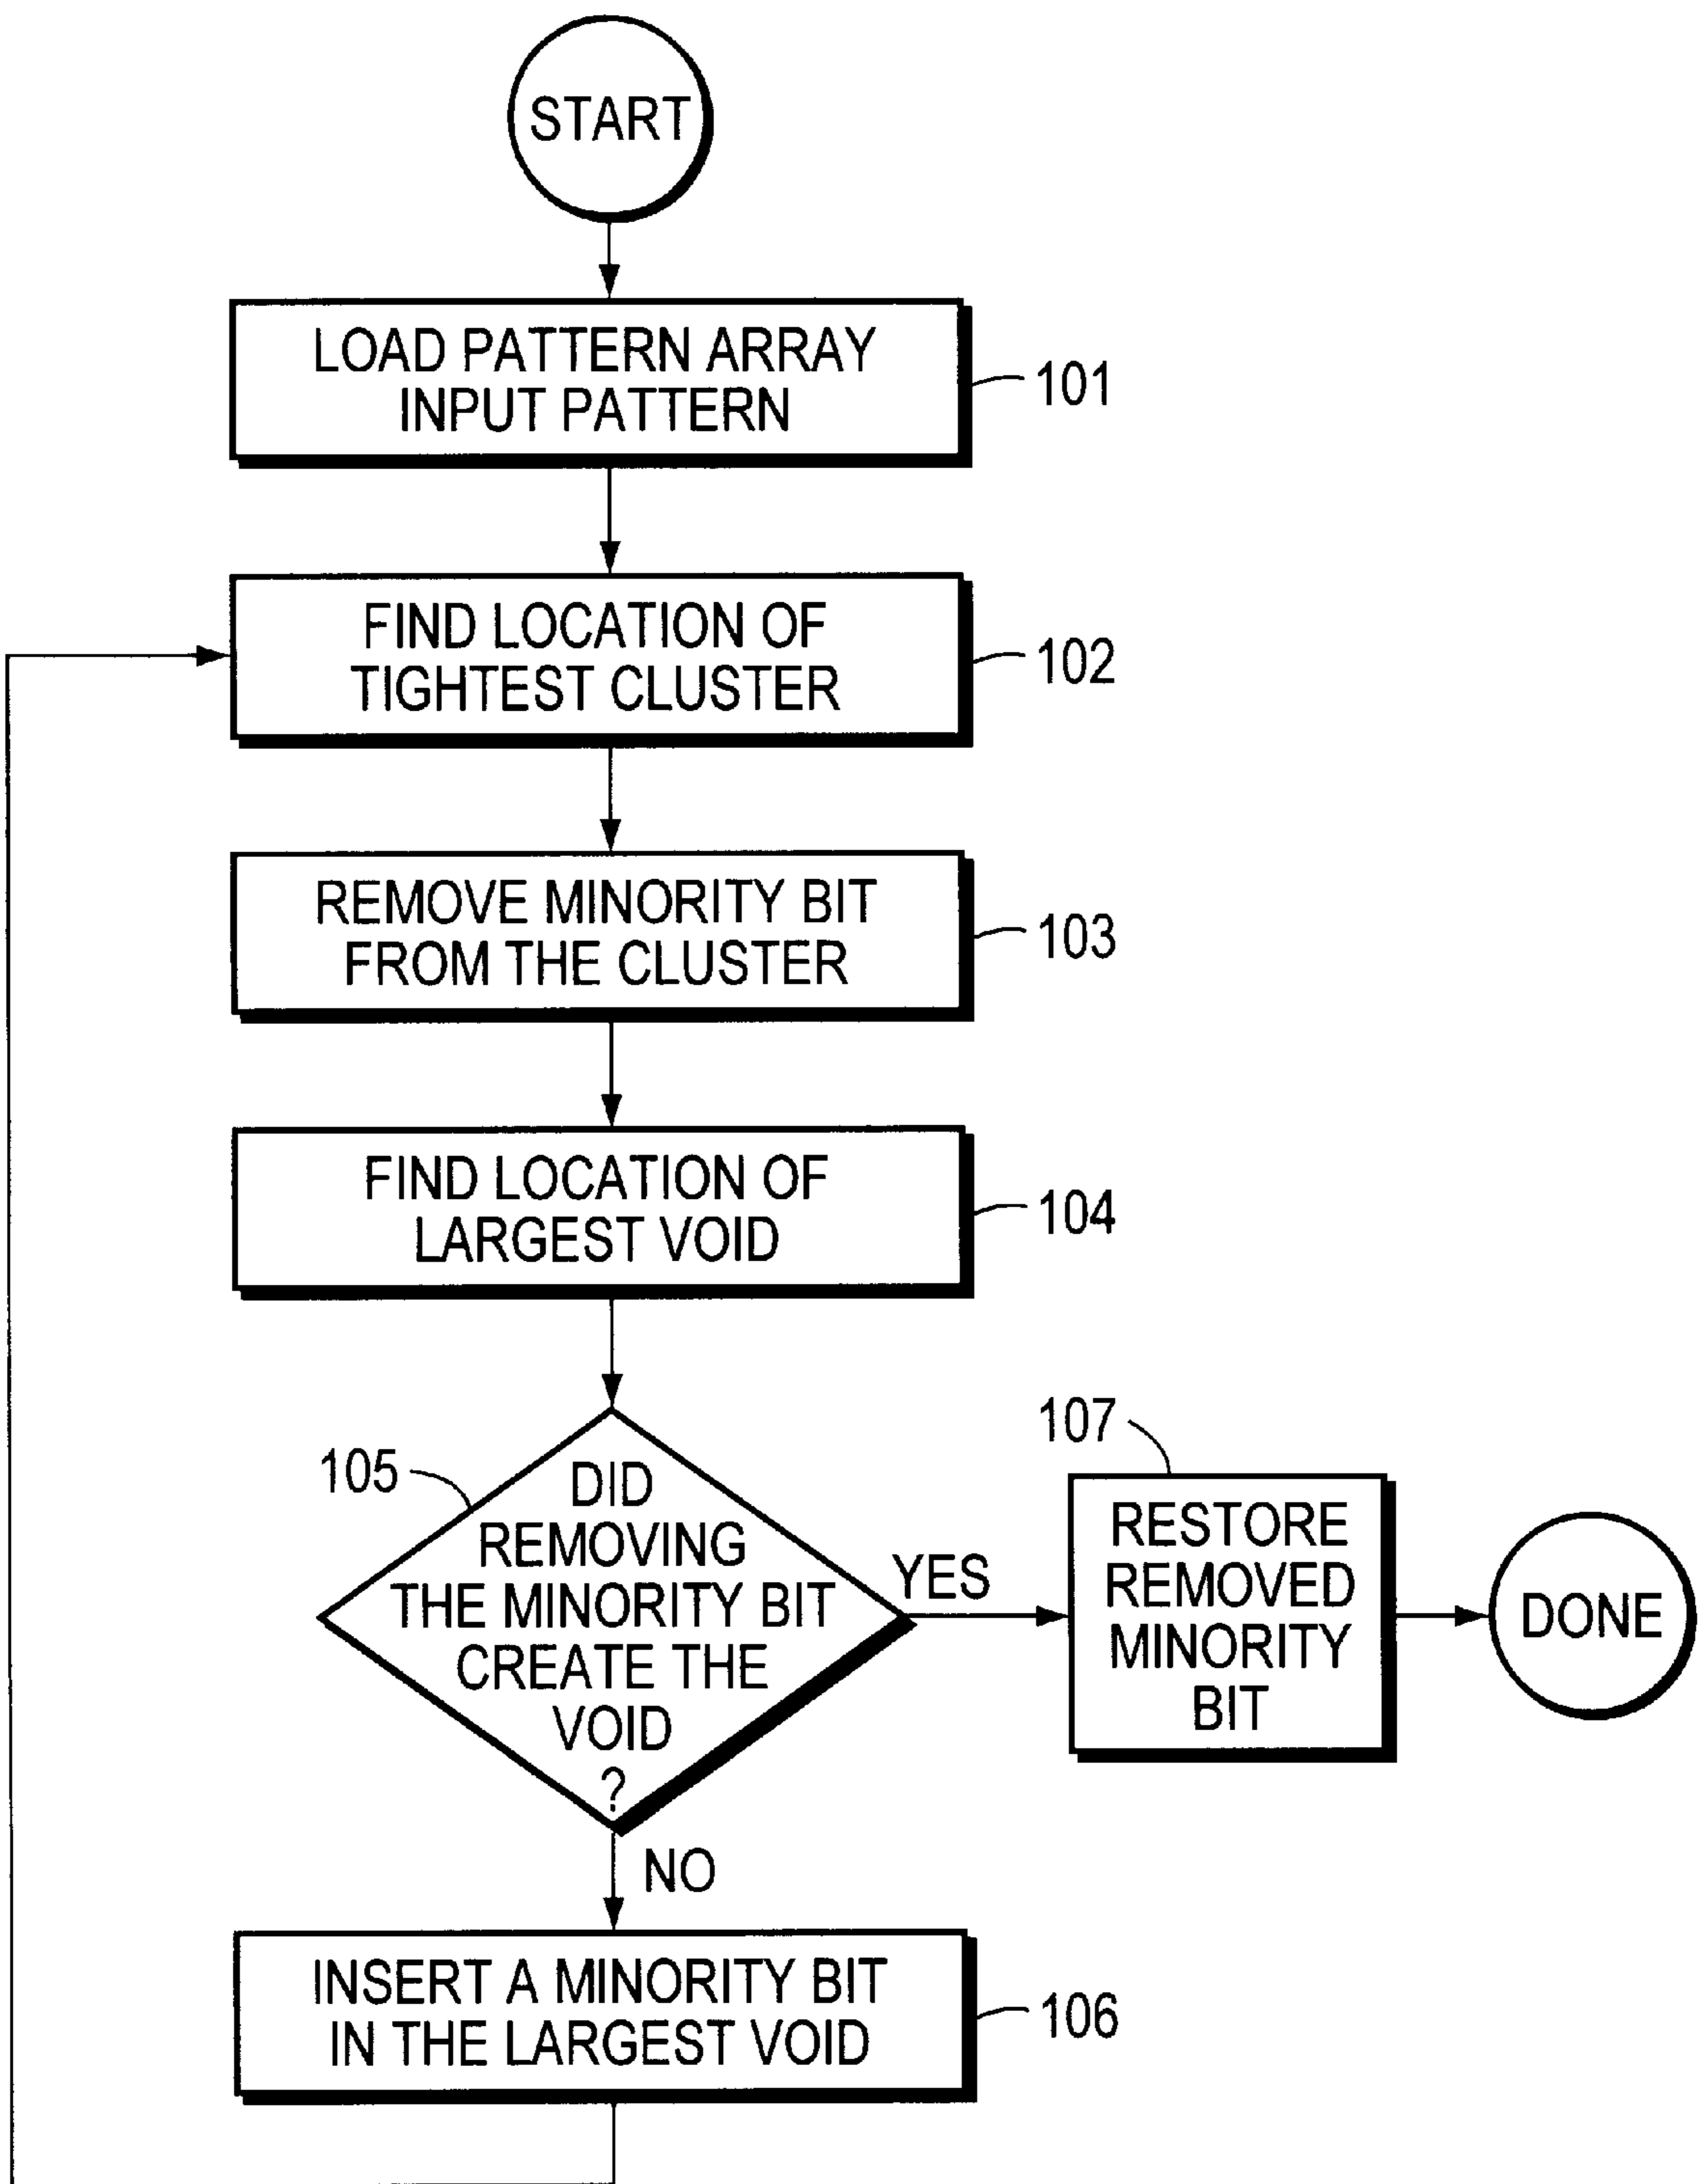 START
LOAD PATTERN ARRAY
INPUT PATTERN
101
FIND LOCATION OF
TIGHTEST CLUSTER
102
REMOVE MINORITY BIT
FROM THE CLUSTER
103
FIND LOCATION OF
LARGEST VOID
104
105
DID
REMOVING
THE MINORITY BIT
CREATE THE
VOID
?
YES
107
RESTORE
REMOVED
MINORITY
BIT
DONE
NO
INSERT A MINORITY BIT
IN THE LARGEST VOID
106